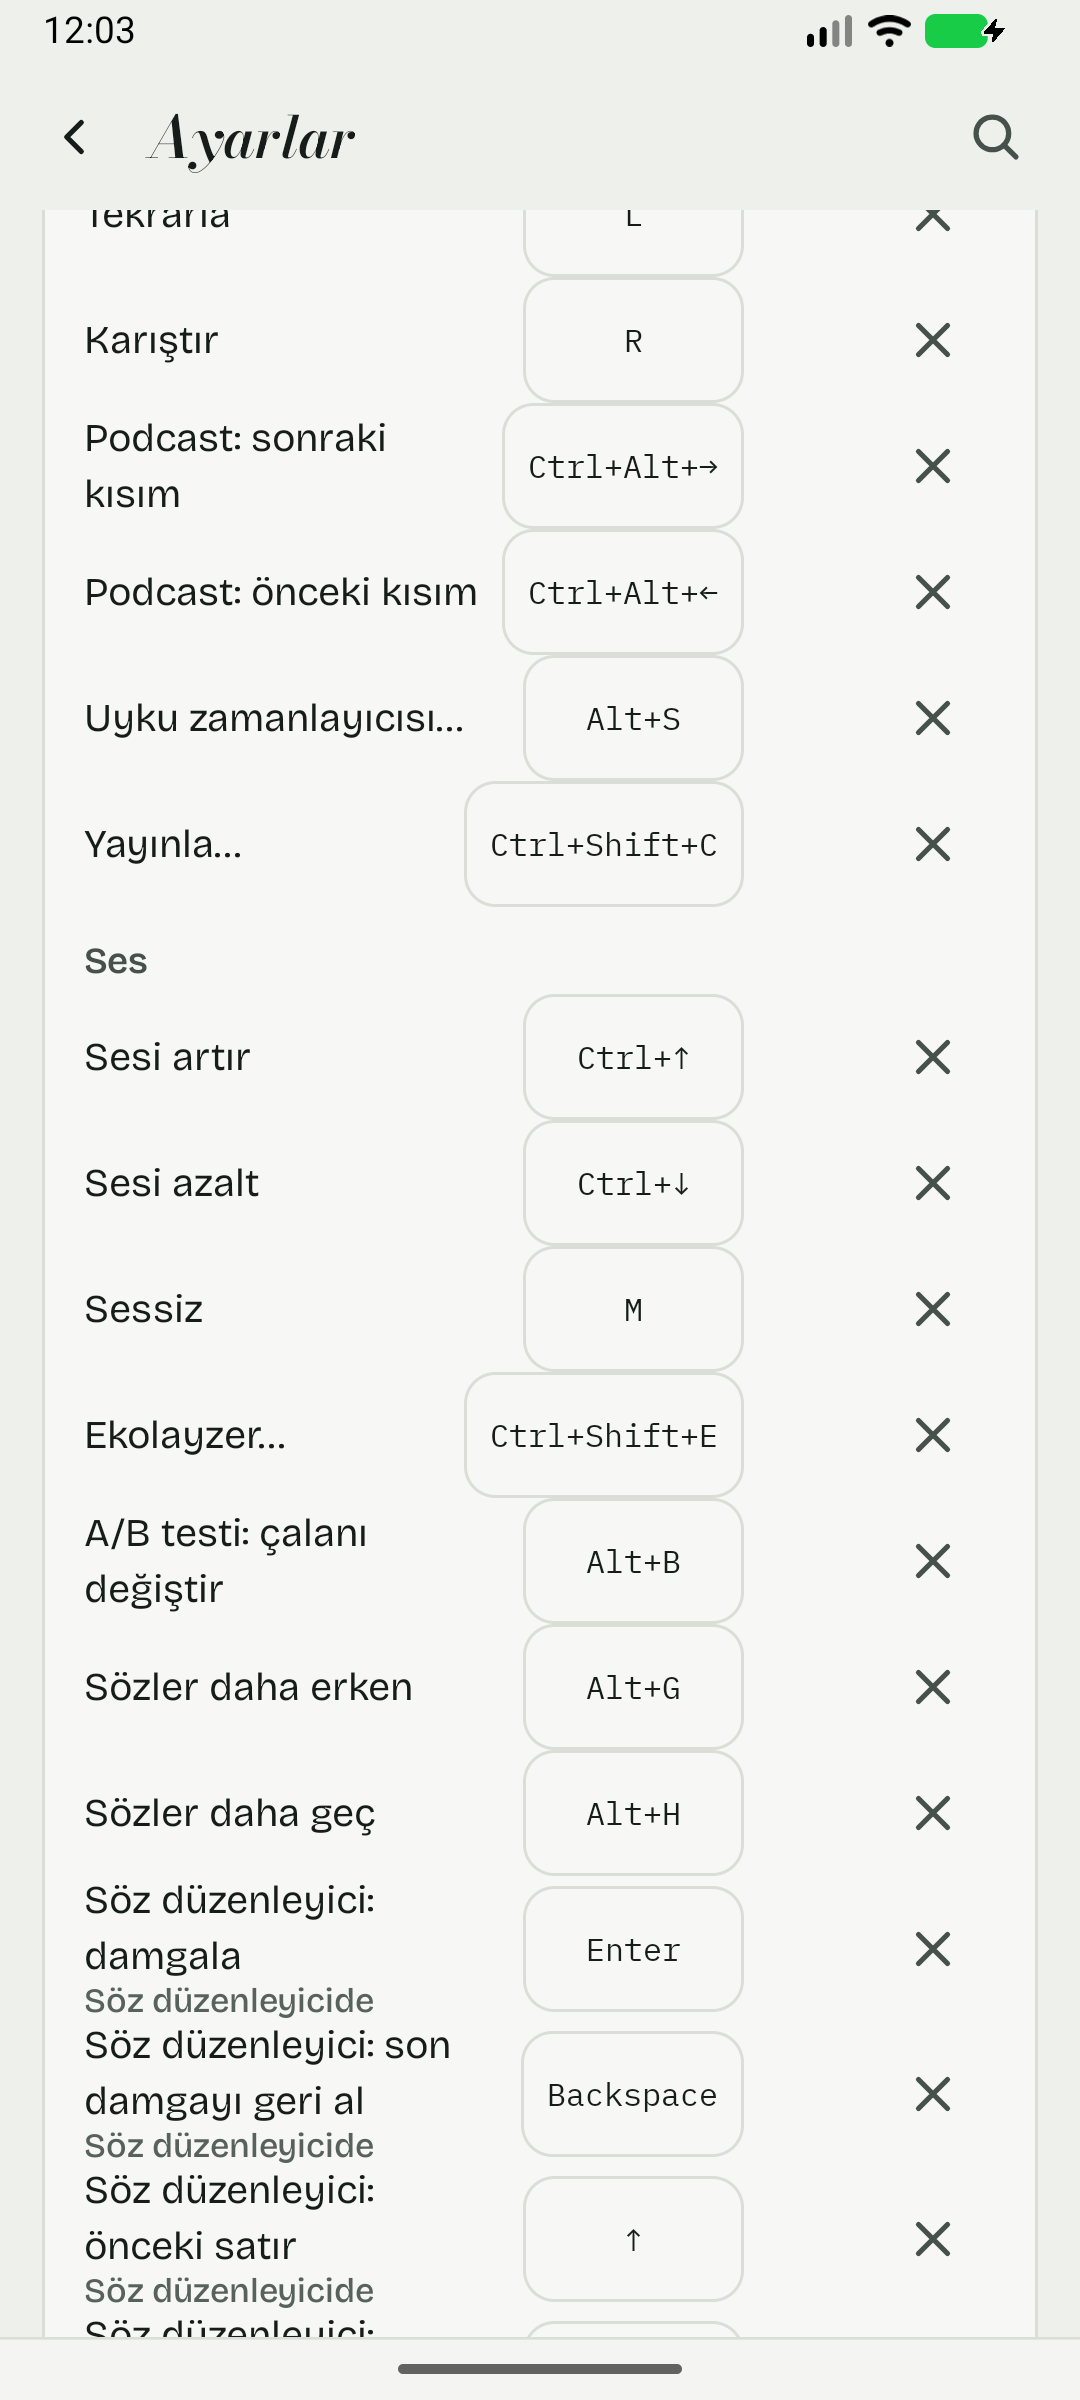 12:03
Ayarlar
Tekrarla
L
Karıştır
R
Podcast: sonraki
kısım
Ctrl+Alt+→
Podcast: önceki kısım
Ctrl+Alt+←
Uyku zamanlayıcısı...
Alt+S
Yayınla...
Ctrl+Shift+C
Ses
Sesi artır
Ctrl+↑
Sesi azalt
Ctrl+↓
Sessiz
M
Ekolayzer...
Ctrl+Shift+E
A/B testi: çalanı
değiştir
Alt+B
Sözler daha erken
Alt+G
Sözler daha geç
Alt+H
Söz düzenleyici:
damgala
Söz düzenleyicide
Enter
Söz düzenleyici: son
damgayı geri al
Söz düzenleyicide
Backspace
Söz düzenleyici:
önceki satır
Söz düzenleyicide
↑
Söz düzenleyici: